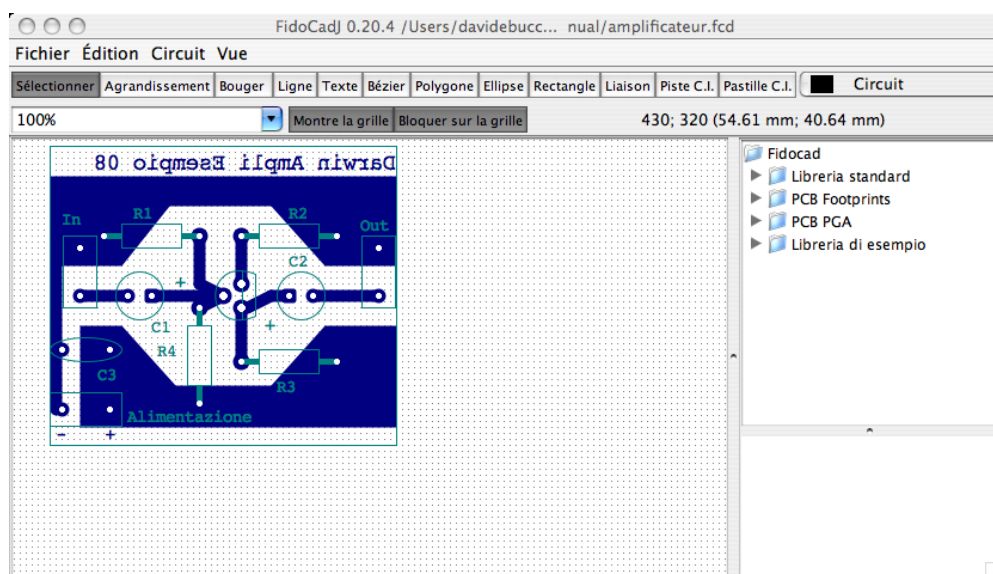 FidoCadJ 0.20.4 /Users/davidebucc... nual/amplificateur.fcd
Fichier Édition Circuit Vue
Sélectionner Agrandissement Bouger Ligne Texte Bézier Polygone Ellipse Rectangle Liaison Piste C.I. Pastille C.I. Circuit
100% Montre la grille Bloquer sur la grille 430; 320 (54.61 mm; 40.64 mm)
Darwin Ampli Esempio 08
In R1 R2 Out
C2
+
C1 +
R4
C3 R3
Alimentazione
- +
Fidocad
Libreria standard
PCB Footprints
PCB PGA
Libreria di esempio